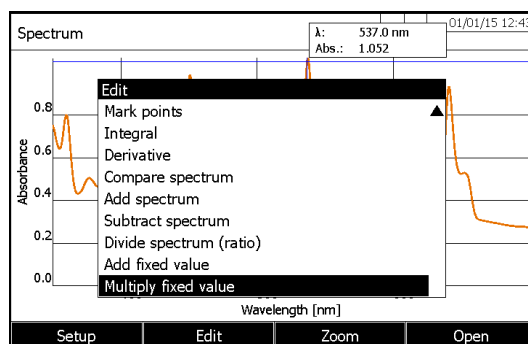 Spectrum
λ: 537.0 nm
Abs.: 1.052
01/01/15 12:43
Edit
Mark points
Integral
Derivative
Compare spectrum
Add spectrum
Subtract spectrum
Divide spectrum (ratio)
Add fixed value
Multiply fixed value
Absorbance
0.8
0.6
0.4
0.2
0.0
Wavelength [nm]
Setup Edit Zoom Open